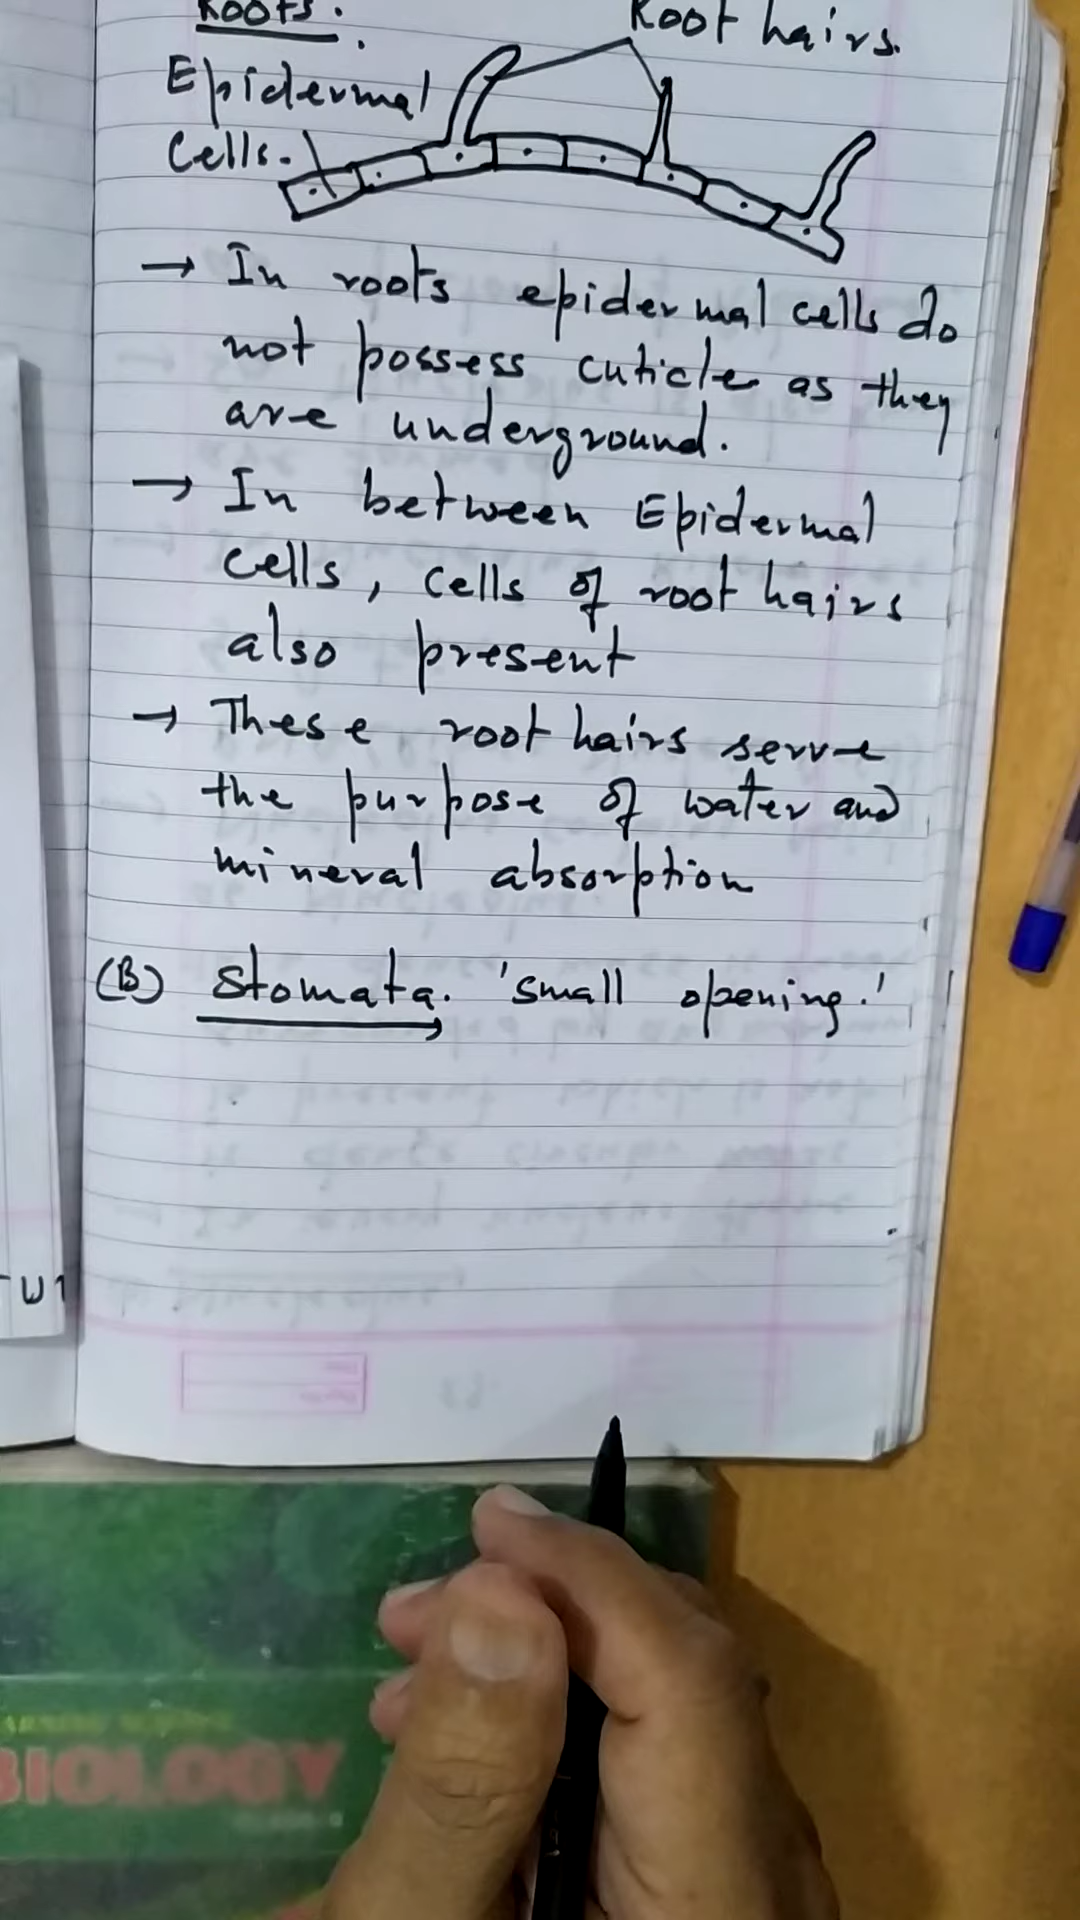 Roots.
Root hairs.
Epidermal
Cells.
→ In roots epidermal cells do
not possess cuticle as they
are underground.
→ In between Epidermal
cells, cells of root hairs
also present
→ These root hairs serve
the purpose of water and
mineral absorption
(B) Stomata. 'small opening.'
BIOLOGY